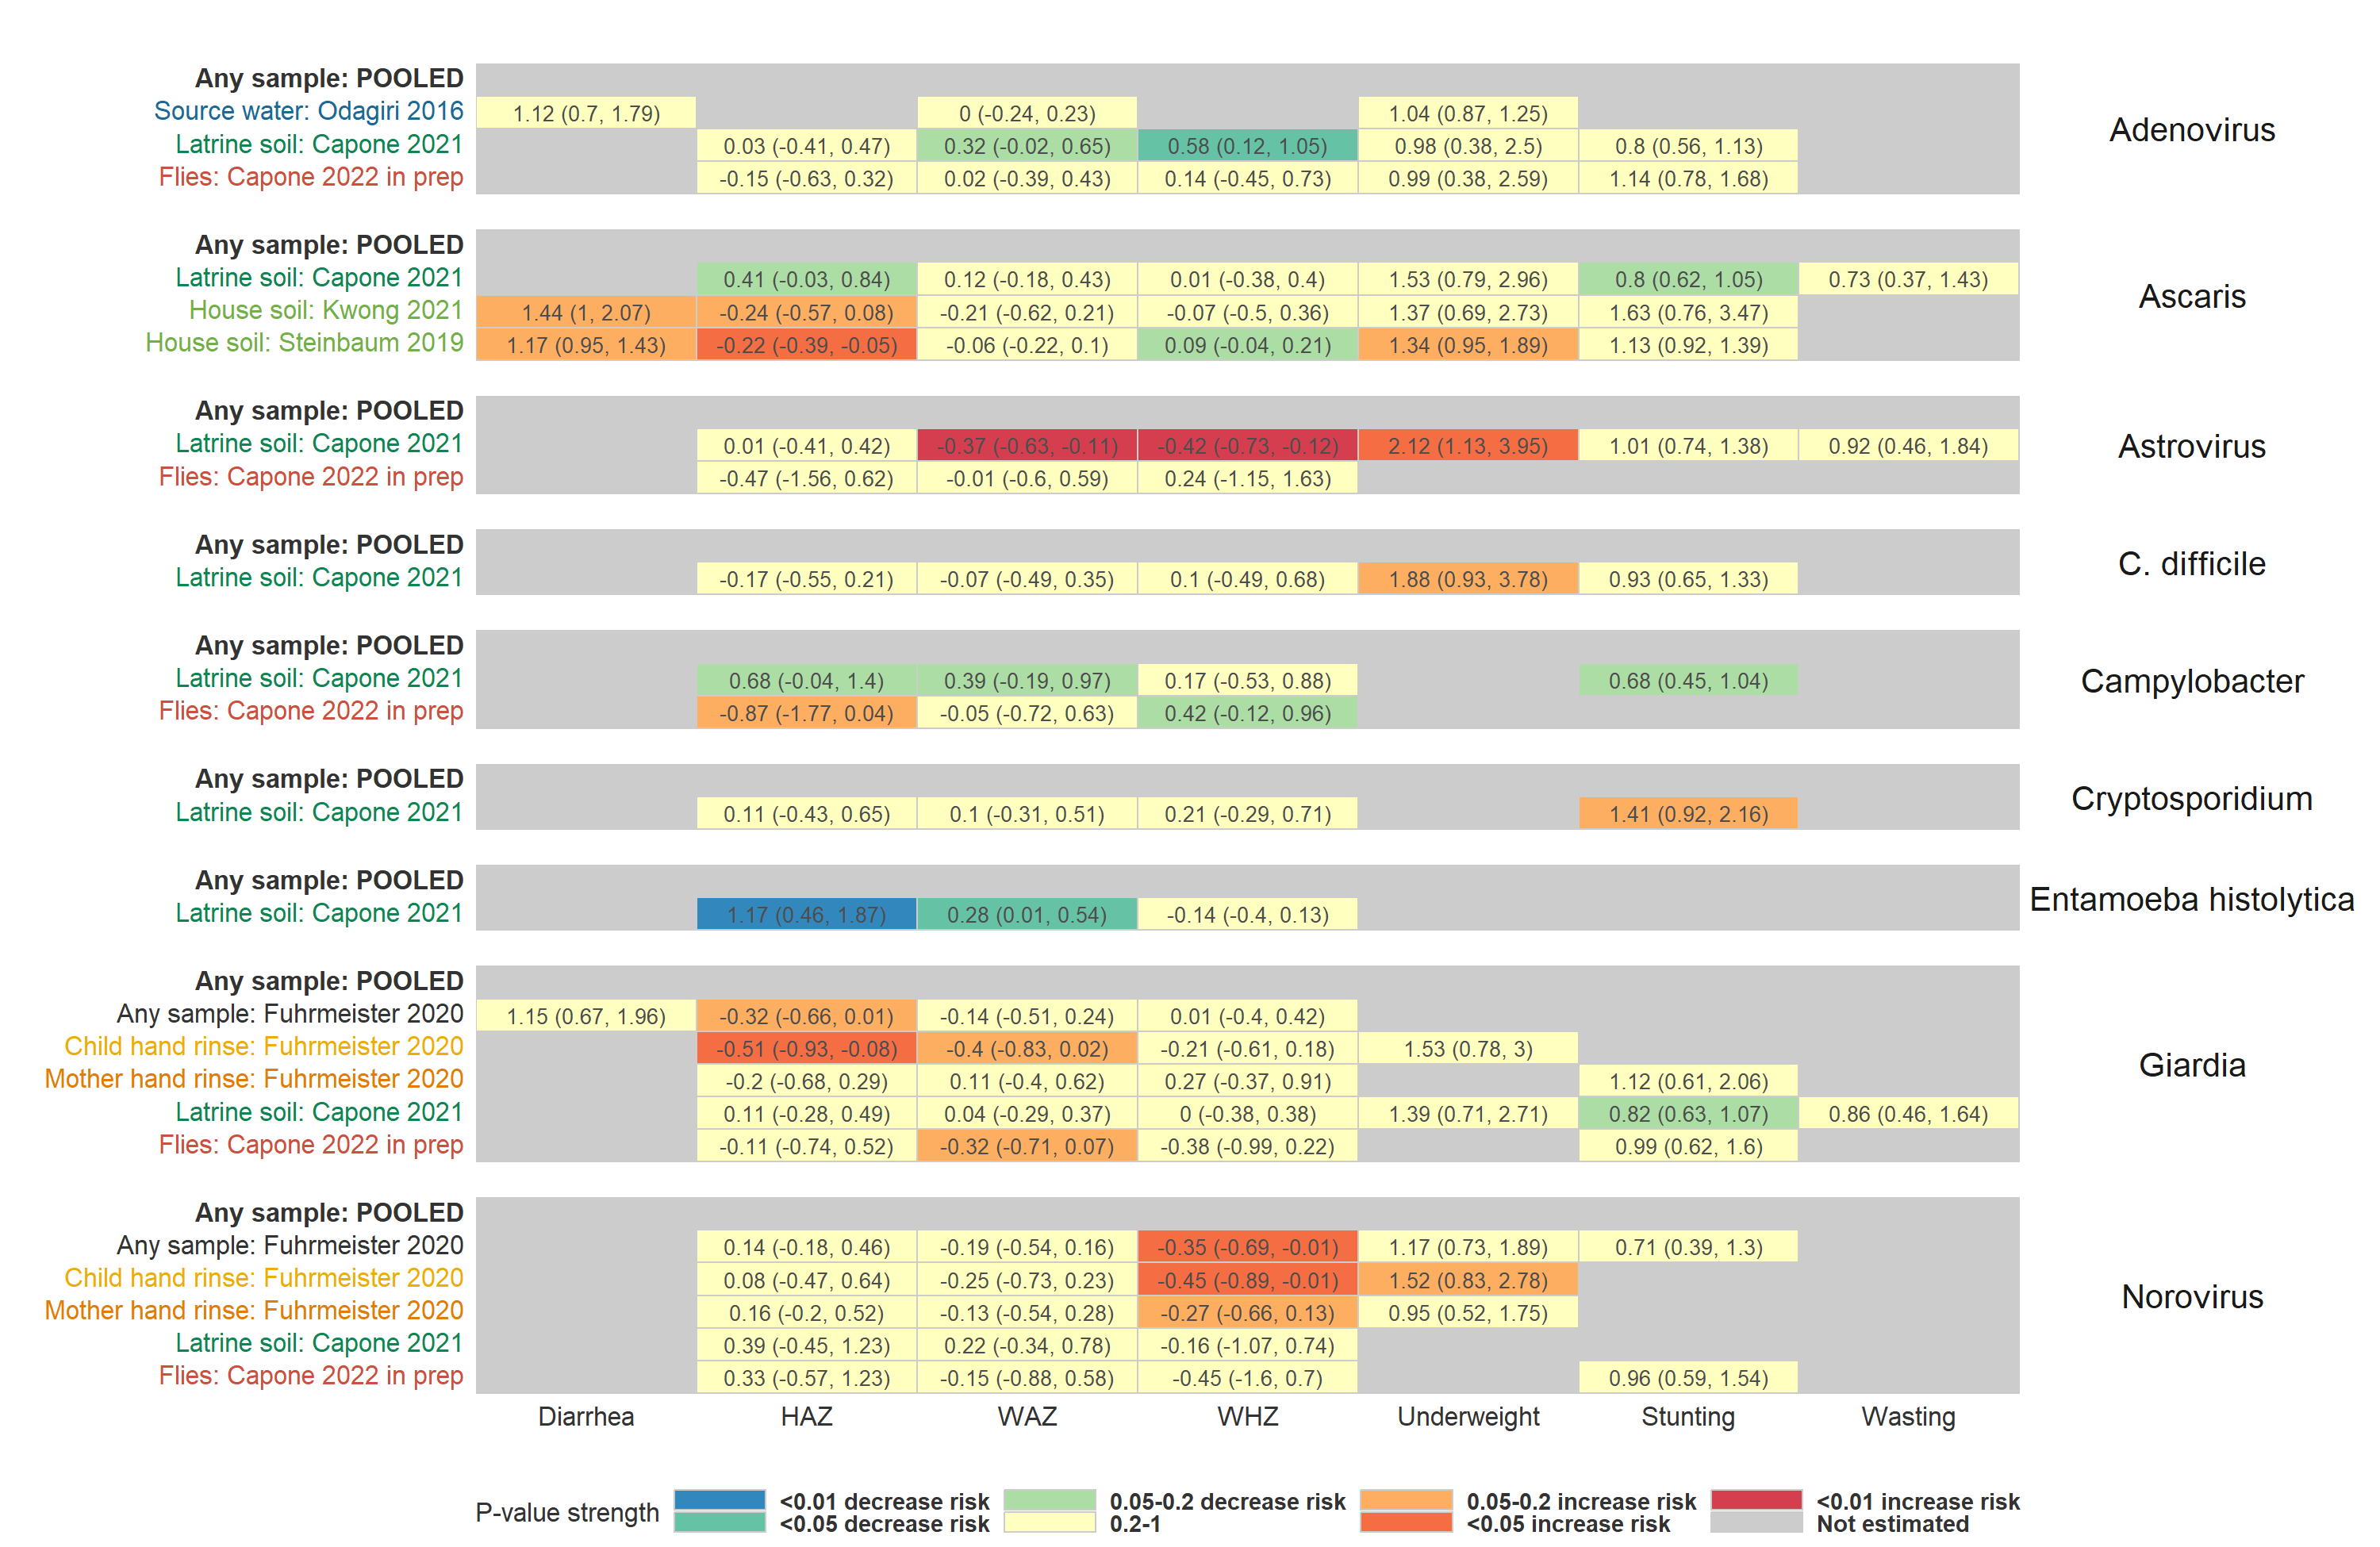 Any sample: POOLED
Source water: Odagiri 2016 1.12 (0.7, 1.79) 0 (-0.24, 0.23) 1.04 (0.87, 1.25)
Latrine soil: Capone 2021 0.03 (-0.41, 0.47) 0.32 (-0.02, 0.65) 0.58 (0.12, 1.05) 0.98 (0.38, 2.5) 0.8 (0.56, 1.13)
Flies: Capone 2022 in prep -0.15 (-0.63, 0.32) 0.02 (-0.39, 0.43) 0.14 (-0.45, 0.73) 0.99 (0.38, 2.59) 1.14 (0.78, 1.68)
Adenovirus
Any sample: POOLED
Latrine soil: Capone 2021 0.41 (-0.03, 0.84) 0.12 (-0.18, 0.43) 0.01 (-0.38, 0.4) 1.53 (0.79, 2.96) 0.8 (0.62, 1.05) 0.73 (0.37, 1.43)
House soil: Kwong 2021 1.44 (1, 2.07) -0.24 (-0.57, 0.08) -0.21 (-0.62, 0.21) -0.07 (-0.5, 0.36) 1.37 (0.69, 2.73) 1.63 (0.76, 3.47)
House soil: Steinbaum 2019 1.17 (0.95, 1.43) -0.22 (-0.39, -0.05) -0.06 (-0.22, 0.1) 0.09 (-0.04, 0.21) 1.34 (0.95, 1.89) 1.13 (0.92, 1.39)
Ascaris
Any sample: POOLED
Latrine soil: Capone 2021 0.01 (-0.41, 0.42) -0.37 (-0.63, -0.11) -0.42 (-0.73, -0.12) 2.12 (1.13, 3.95) 1.01 (0.74, 1.38) 0.92 (0.46, 1.84)
Flies: Capone 2022 in prep -0.47 (-1.56, 0.62) -0.01 (-0.6, 0.59) 0.24 (-1.15, 1.63)
Astrovirus
Any sample: POOLED
Latrine soil: Capone 2021 -0.17 (-0.55, 0.21) -0.07 (-0.49, 0.35) 0.1 (-0.49, 0.68) 1.88 (0.93, 3.78) 0.93 (0.65, 1.33)
C. difficile
Any sample: POOLED
Latrine soil: Capone 2021 0.68 (-0.04, 1.4) 0.39 (-0.19, 0.97) 0.17 (-0.53, 0.88) 0.68 (0.45, 1.04)
Flies: Capone 2022 in prep -0.87 (-1.77, 0.04) -0.05 (-0.72, 0.63) 0.42 (-0.12, 0.96)
Campylobacter
Any sample: POOLED
Latrine soil: Capone 2021 0.11 (-0.43, 0.65) 0.1 (-0.31, 0.51) 0.21 (-0.29, 0.71) 1.41 (0.92, 2.16)
Cryptosporidium
Any sample: POOLED
Latrine soil: Capone 2021 1.17 (0.46, 1.87) 0.28 (0.01, 0.54) -0.14 (-0.4, 0.13)
Entamoeba histolytica
Any sample: POOLED
Any sample: Fuhrmeister 2020 1.15 (0.67, 1.96) -0.32 (-0.66, 0.01) -0.14 (-0.51, 0.24) 0.01 (-0.4, 0.42)
Child hand rinse: Fuhrmeister 2020 -0.51 (-0.93, -0.08) -0.4 (-0.83, 0.02) -0.21 (-0.61, 0.18) 1.53 (0.78, 3)
Mother hand rinse: Fuhrmeister 2020 -0.2 (-0.68, 0.29) 0.11 (-0.4, 0.62) 0.27 (-0.37, 0.91) 1.12 (0.61, 2.06)
Latrine soil: Capone 2021 0.11 (-0.28, 0.49) 0.04 (-0.29, 0.37) 0 (-0.38, 0.38) 1.39 (0.71, 2.71) 0.82 (0.63, 1.07) 0.86 (0.46, 1.64)
Flies: Capone 2022 in prep -0.11 (-0.74, 0.52) -0.32 (-0.71, 0.07) -0.38 (-0.99, 0.22) 0.99 (0.62, 1.6)
Giardia
Any sample: POOLED
Any sample: Fuhrmeister 2020 0.14 (-0.18, 0.46) -0.19 (-0.54, 0.16) -0.35 (-0.69, -0.01) 1.17 (0.73, 1.89) 0.71 (0.39, 1.3)
Child hand rinse: Fuhrmeister 2020 0.08 (-0.47, 0.64) -0.25 (-0.73, 0.23) -0.45 (-0.89, -0.01) 1.52 (0.83, 2.78)
Mother hand rinse: Fuhrmeister 2020 0.16 (-0.2, 0.52) -0.13 (-0.54, 0.28) -0.27 (-0.66, 0.13) 0.95 (0.52, 1.75)
Latrine soil: Capone 2021 0.39 (-0.45, 1.23) 0.22 (-0.34, 0.78) -0.16 (-1.07, 0.74)
Flies: Capone 2022 in prep 0.33 (-0.57, 1.23) -0.15 (-0.88, 0.58) -0.45 (-1.6, 0.7) 0.96 (0.59, 1.54)
Norovirus
Diarrhea HAZ WAZ WHZ Underweight Stunting Wasting
P-value strength
<0.01 decrease risk 0.05-0.2 decrease risk 0.05-0.2 increase risk <0.01 increase risk
<0.05 decrease risk 0.2-1 <0.05 increase risk Not estimated